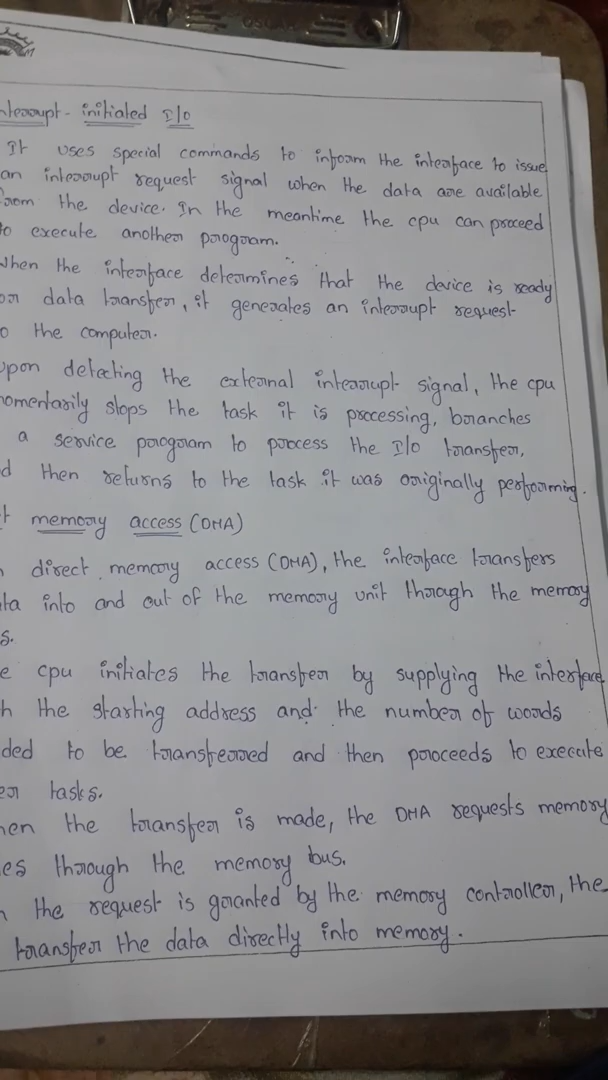 nterrupt - initiated I/O
It uses special commands to inform the interface to issue
an interrupt request signal when the data are available
from the device. In the meantime the cpu can proceed
to execute another program.
When the interface determines that the device is ready
or data transfer, it generates an interrupt request
o the computer.
upon detecting the external interrupt signal, the cpu
momentarily stops the task it is processing, branches
a service program to process the I/O transfer,
d then returns to the task it was originally performing.
t memory access (DMA)
n direct memory access (DMA), the interface transfers
ta into and out of the memory unit through the memory
s.
e cpu initiates the transfer by supplying the interface
h the starting address and the number of words
ded to be transferred and then proceeds to execute
er tasks.
hen the transfer is made, the DMA requests memory
es through the memory bus.
n the request is granted by the memory controller, the
transfer the data directly into memory.